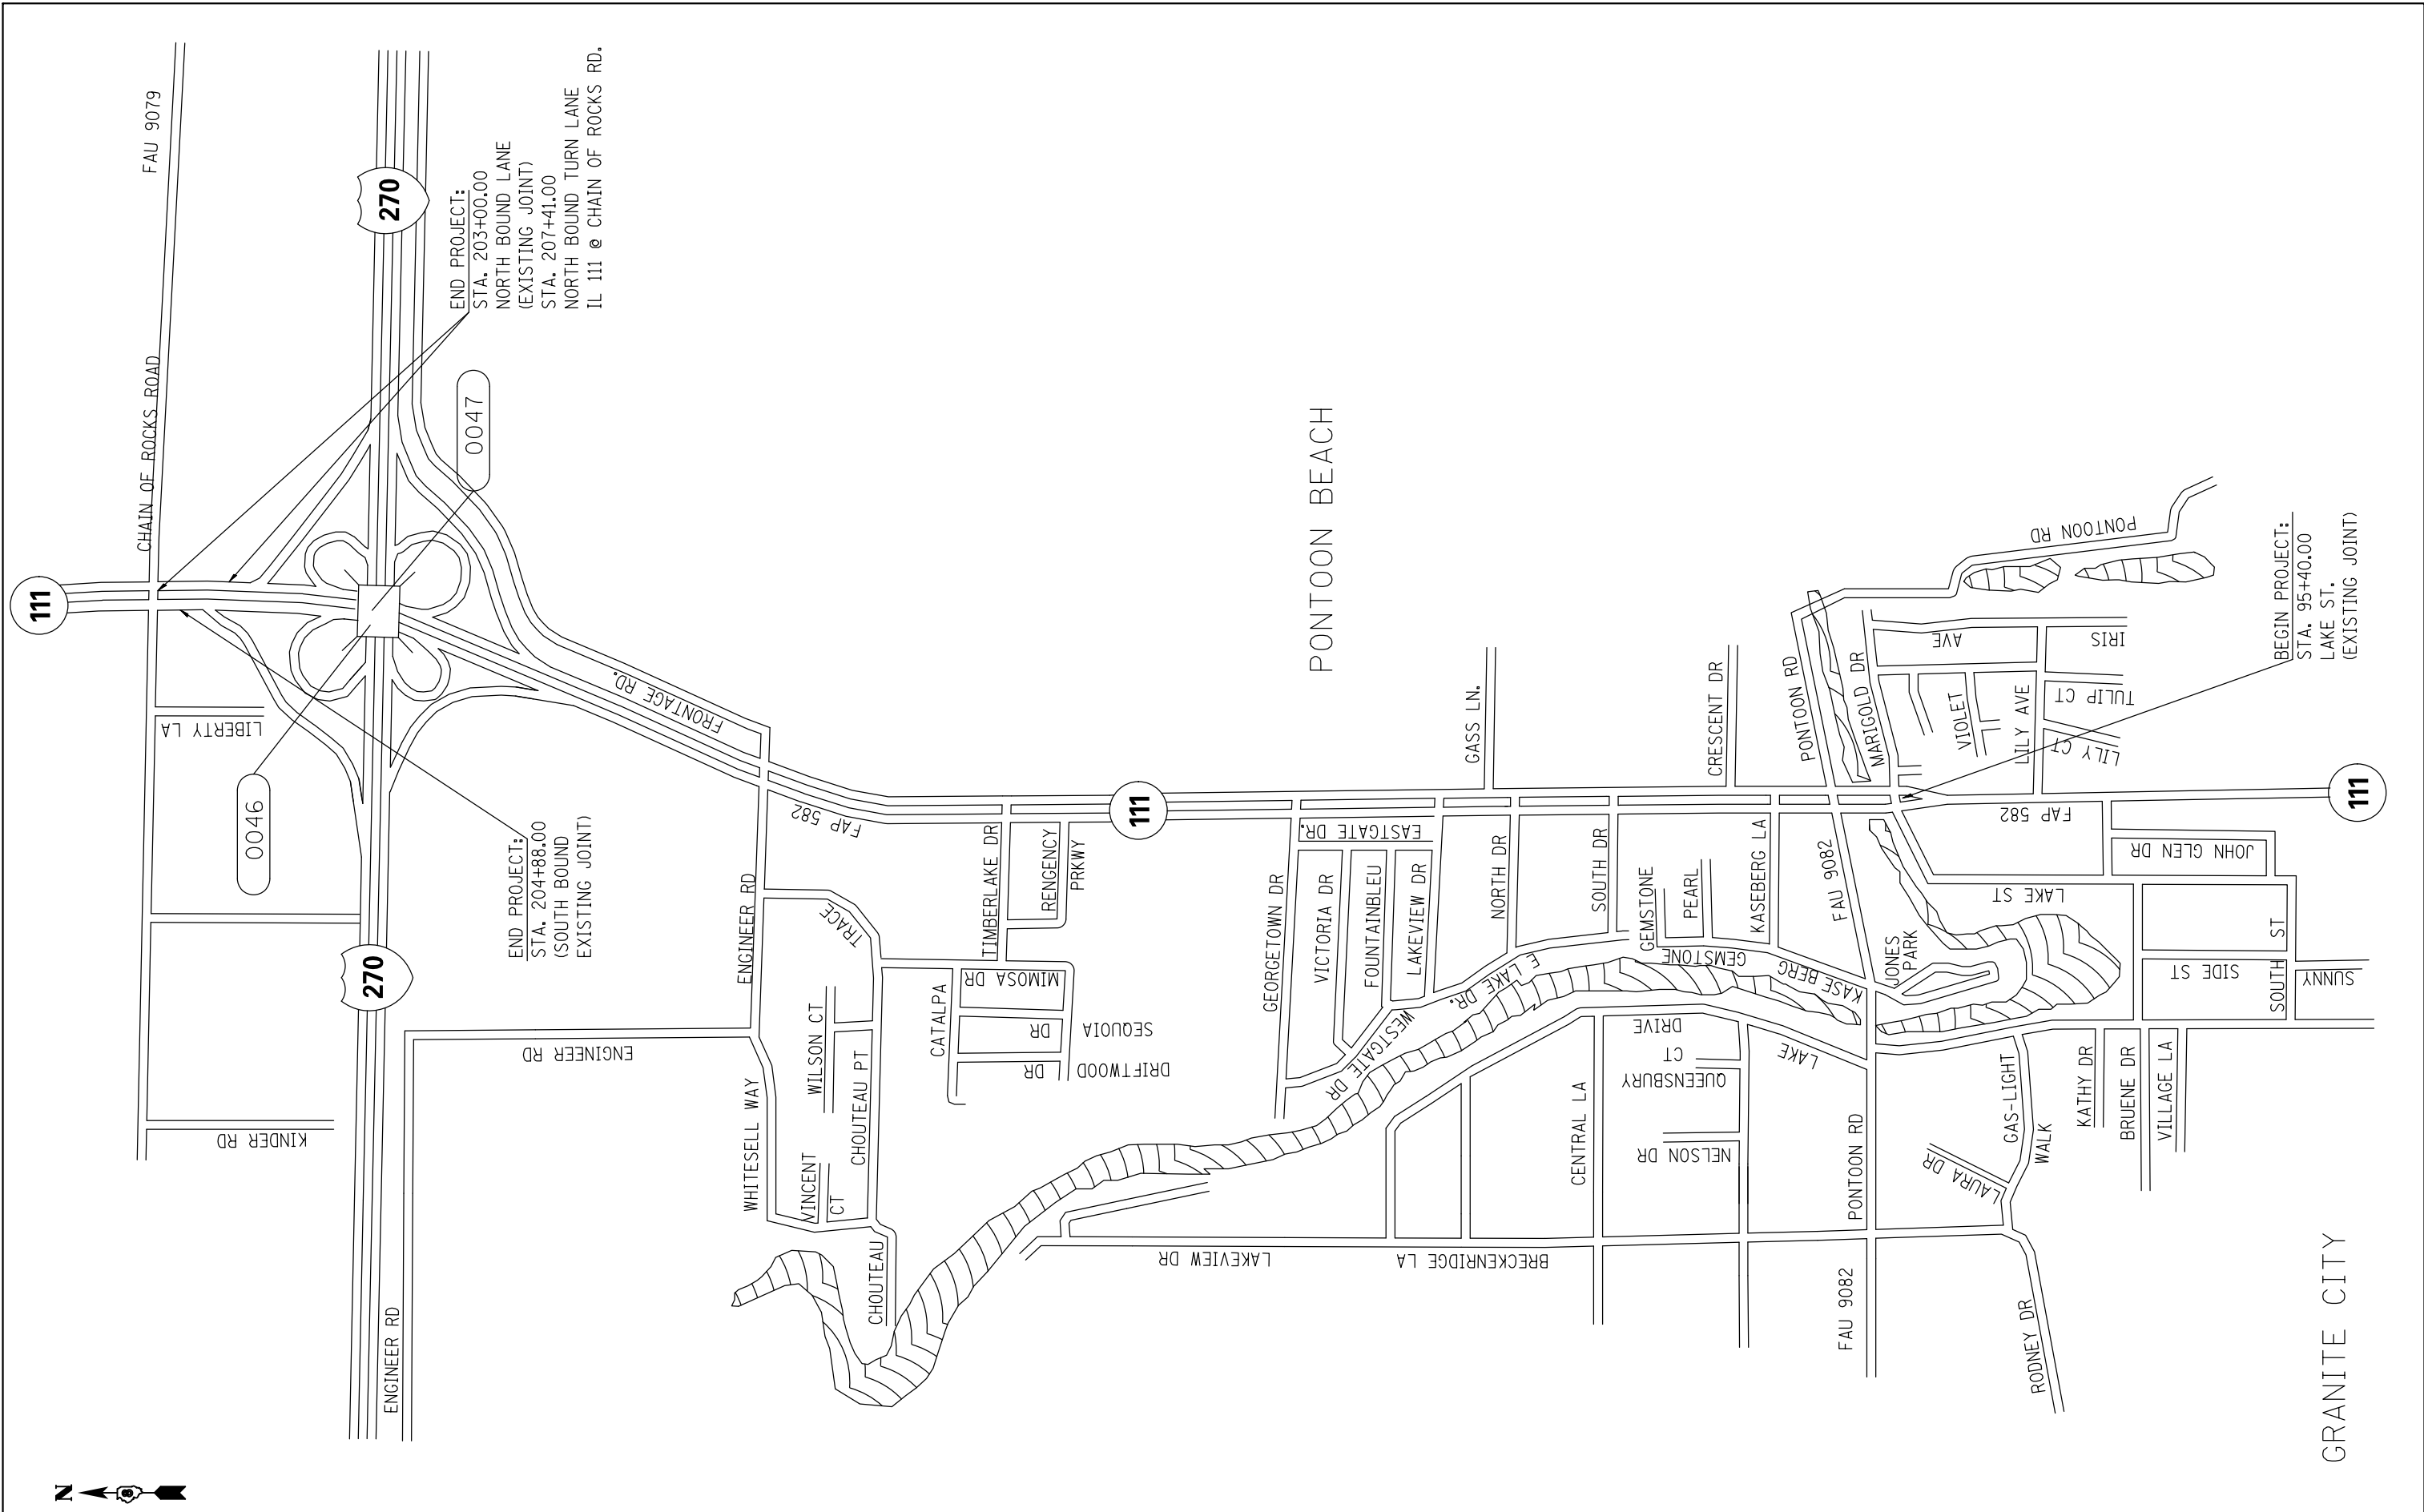 111
FAU 9079
CHAIN OF ROCKS ROAD
LIBERTY LA
KINDER RD
270
270
0047
0046
END PROJECT:
STA. 203+00.00
NORTH BOUND LANE
(EXISTING JOINT)
STA. 207+41.00
NORTH BOUND TURN LANE
IL 111 @ CHAIN OF ROCKS RD.
END PROJECT:
STA. 204+88.00
(SOUTH BOUND
EXISTING JOINT)
FRONTAGE RD.
FAP 582
ENGINEER RD
ENGINEER RD
ENGINEER RD
TRACE
WHITESELL WAY
WILSON CT
VINCENT
CT
CHOUTEAU PT
CHOUTEAU
CATALPA
MIMOSA DR
SEQUOIA
DR
DRIFTWOOD
DR
TIMBERLAKE DR
RENGENCY
PRKWY
111
PONTOON BEACH
GEORGETOWN DR
EASTGATE DR.
VICTORIA DR
FOUNTAINBLEU
LAKEVIEW DR
WESTGATE DR
E LAKE DR.
LAKEVIEW DR
BRECKENRIDGE LA
GASS LN.
NORTH DR
SOUTH DR
GEMSTONE
PEARL
GEMSTONE
KASEBERG LA
KASE BERG
CRESCENT DR
CENTRAL LA
QUEENSBURY
CT
DRIVE
LAKE
NELSON DR
PONTOON RD
FAU 9082
PONTOON RD
FAU 9082
PONTOON RD
MARIGOLD DR
VIOLET
AVE
IRIS
LILY AVE
TULIP CT
LILY CT
BEGIN PROJECT:
STA. 95+40.00
LAKE ST.
(EXISTING JOINT)
FAP 582
111
JONES
PARK
LAKE ST
JOHN GLEN DR
SIDE ST
SOUTH ST
SUNNY
GAS-LIGHT
WALK
LAURA DR
KATHY DR
BRUENE DR
VILLAGE LA
RODNEY DR
GRANITE CITY
N